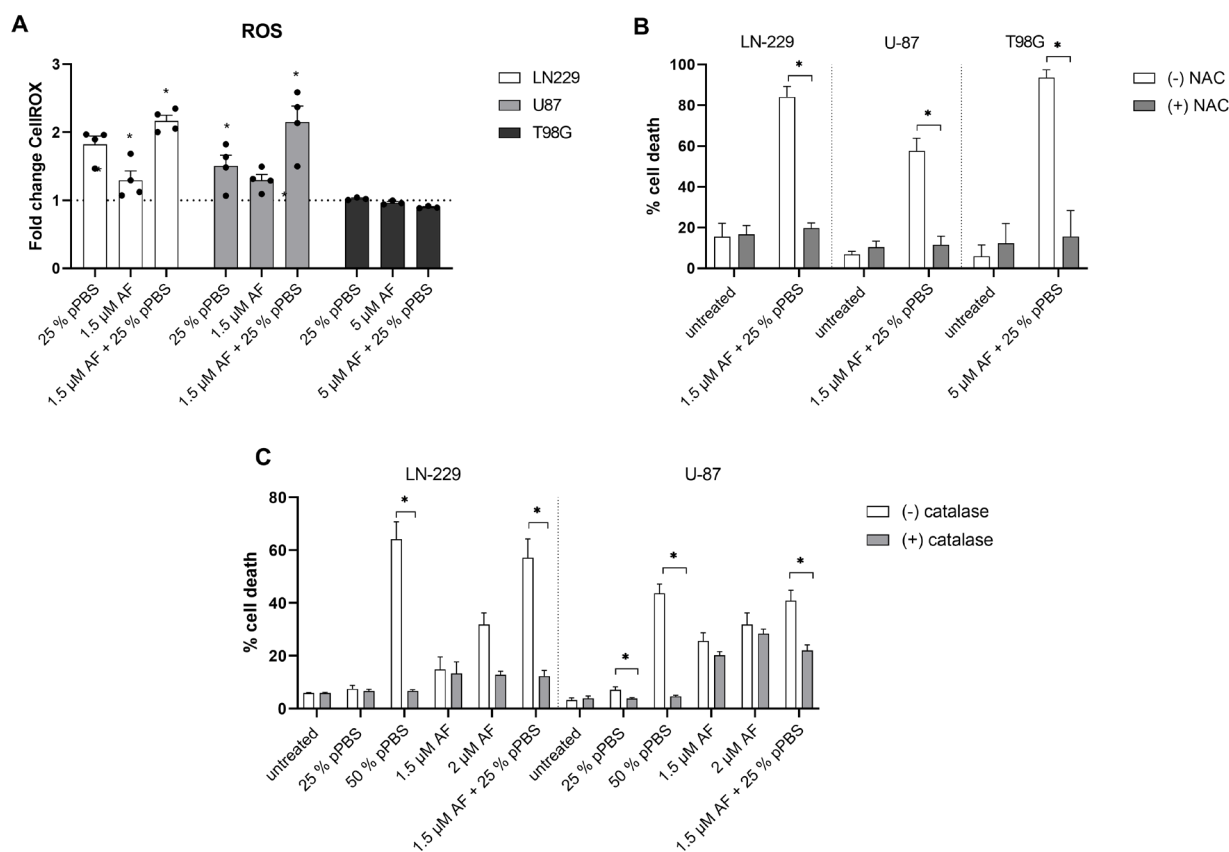 A
ROS
Fold change CellROX
3
2
1
0
*
*
*
*
*
*
25 % pPBS
1.5 µM AF
1.5 µM AF + 25 % pPBS
25 % pPBS
1.5 µM AF
1.5 µM AF + 25 % pPBS
25 % pPBS
5 µM AF
5 µM AF + 25 % pPBS
LN229
U87
T98G
B
LN-229
U-87
T98G
% cell death
100
80
60
40
20
0
*
*
*
untreated
1.5 µM AF + 25 % pPBS
untreated
1.5 µM AF + 25 % pPBS
untreated
5 µM AF + 25 % pPBS
(-) NAC
(+) NAC
C
LN-229
U-87
% cell death
80
60
40
20
0
*
*
*
*
*
untreated
25 % pPBS
50 % pPBS
1.5 µM AF
2 µM AF
1.5 µM AF + 25 % pPBS
untreated
25 % pPBS
50 % pPBS
1.5 µM AF
2 µM AF
1.5 µM AF + 25 % pPBS
(-) catalase
(+) catalase